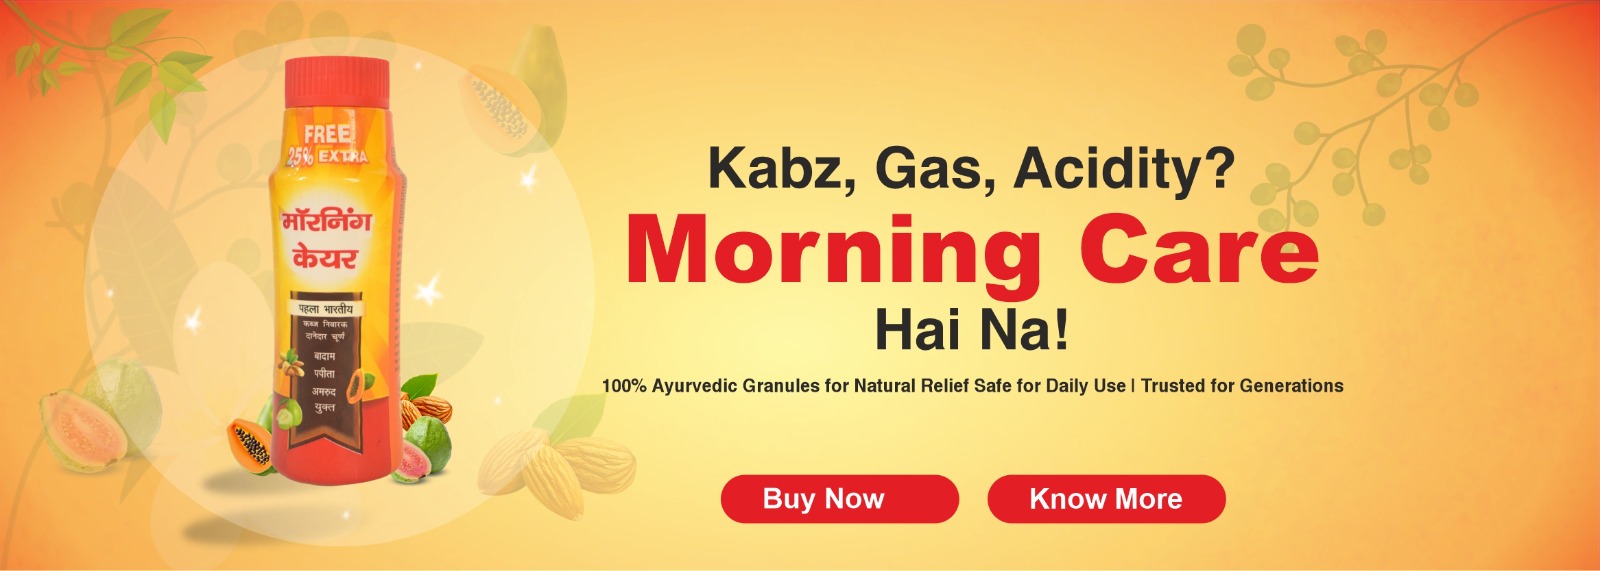 FREE
25% EXTRA
मॉरनिंग
केयर
पहला भारतीय
कब्ज निवारक
दानेदार चूर्ण
बादाम
पपीता
अमरुद
युक्त
Kabz, Gas, Acidity?
Morning Care
Hai Na!
100% Ayurvedic Granules for Natural Relief Safe for Daily Use | Trusted for Generations
Buy Now
Know More